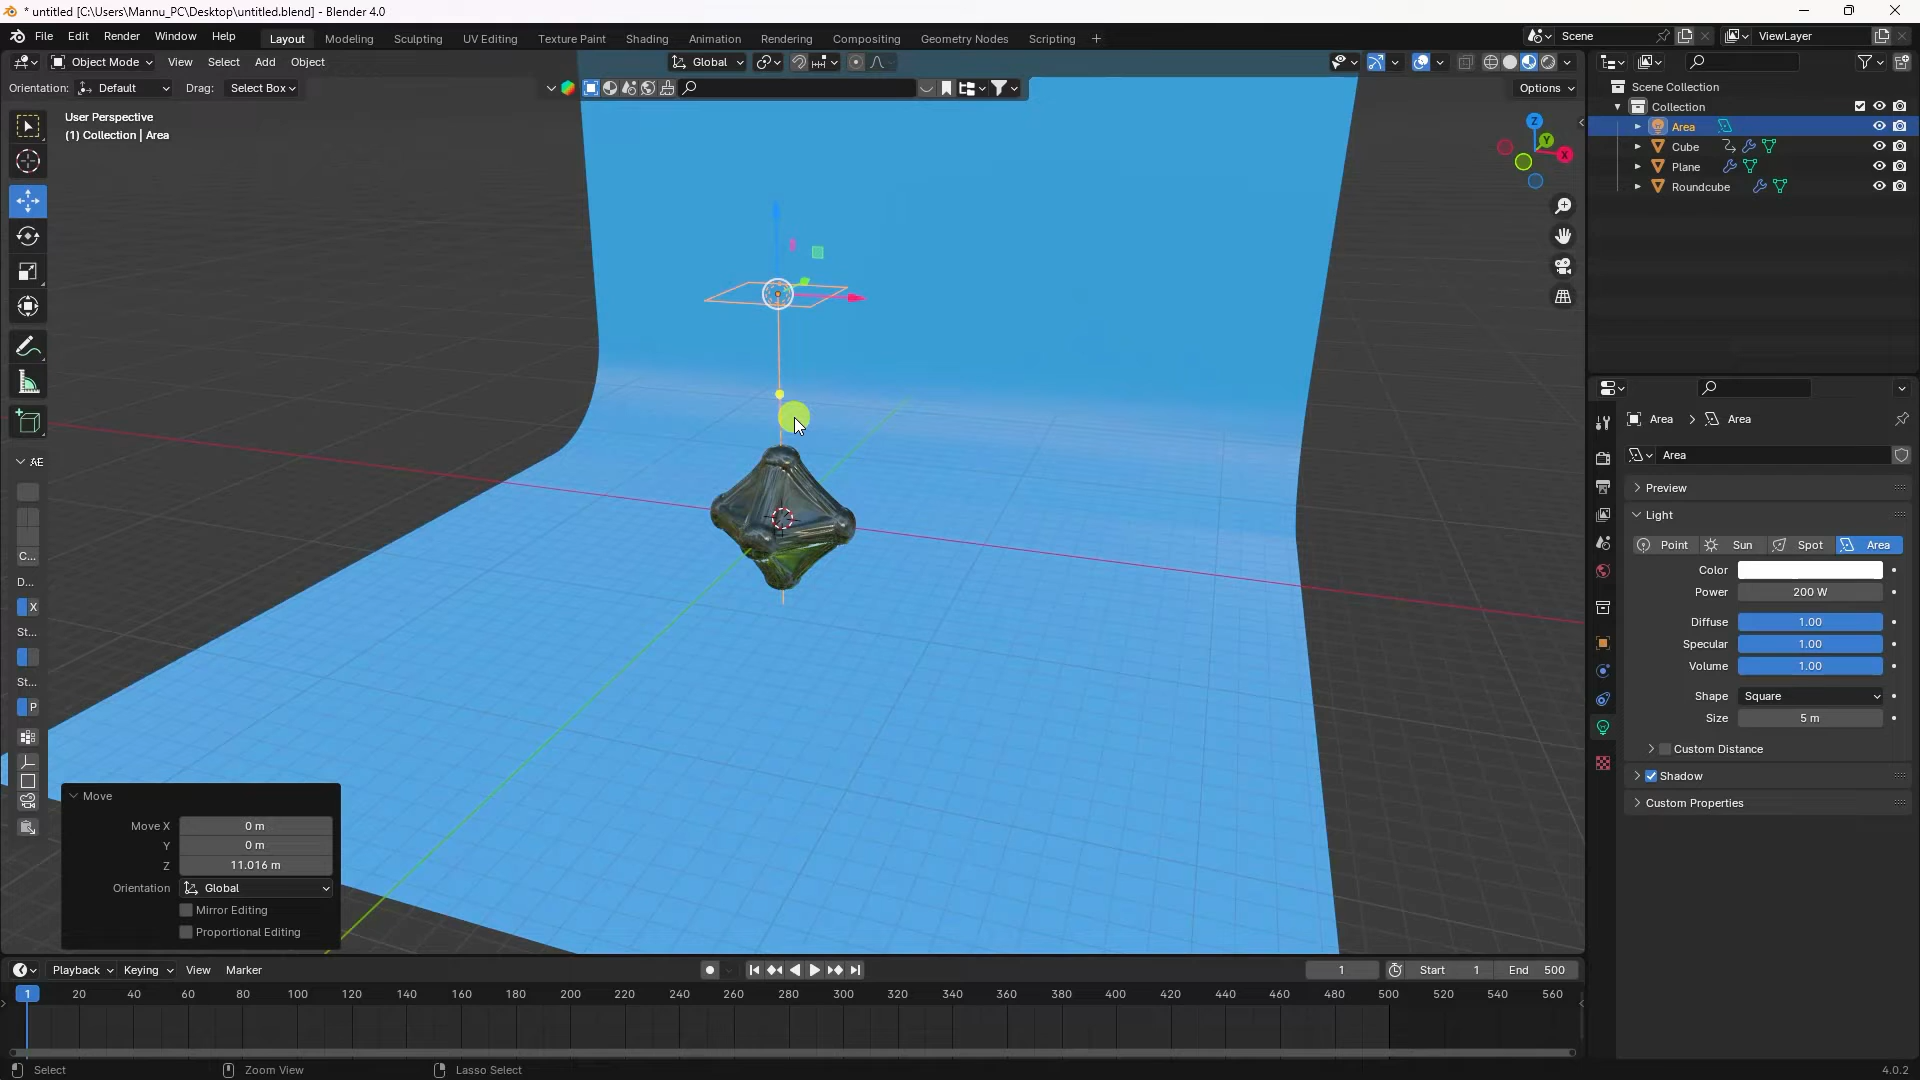 * untitled [C:\Users\Mannu_PC\Desktop\untitled.blend] - Blender 4.0
File Edit Render Window Help
Layout Modeling Sculpting UV Editing Texture Paint Shading Animation Rendering Compositing Geometry Nodes Scripting +
Scene
ViewLayer
Object Mode View Select Add Object
Global
Orientation: Default Drag: Select Box
Options
User Perspective
(1) Collection | Area
Z
Y
X
Scene Collection
Collection
Area
Cube
Plane
Roundcube
Area > Area
Area
Preview
Light
Point Sun Spot Area
Color
Power 200 W
Diffuse 1.00
Specular 1.00
Volume 1.00
Shape Square
Size 5 m
Custom Distance
Shadow
Custom Properties
AE
C...
D...
X
St...
St...
P
Move
Move X 0 m
Y 0 m
Z 11.016 m
Orientation Global
Mirror Editing
Proportional Editing
Playback Keying View Marker
1 Start 1 End 500
1 20 40 60 80 100 120 140 160 180 200 220 240 260 280 300 320 340 360 380 400 420 440 460 480 500 520 540 560
Select Zoom View Lasso Select
4.0.2